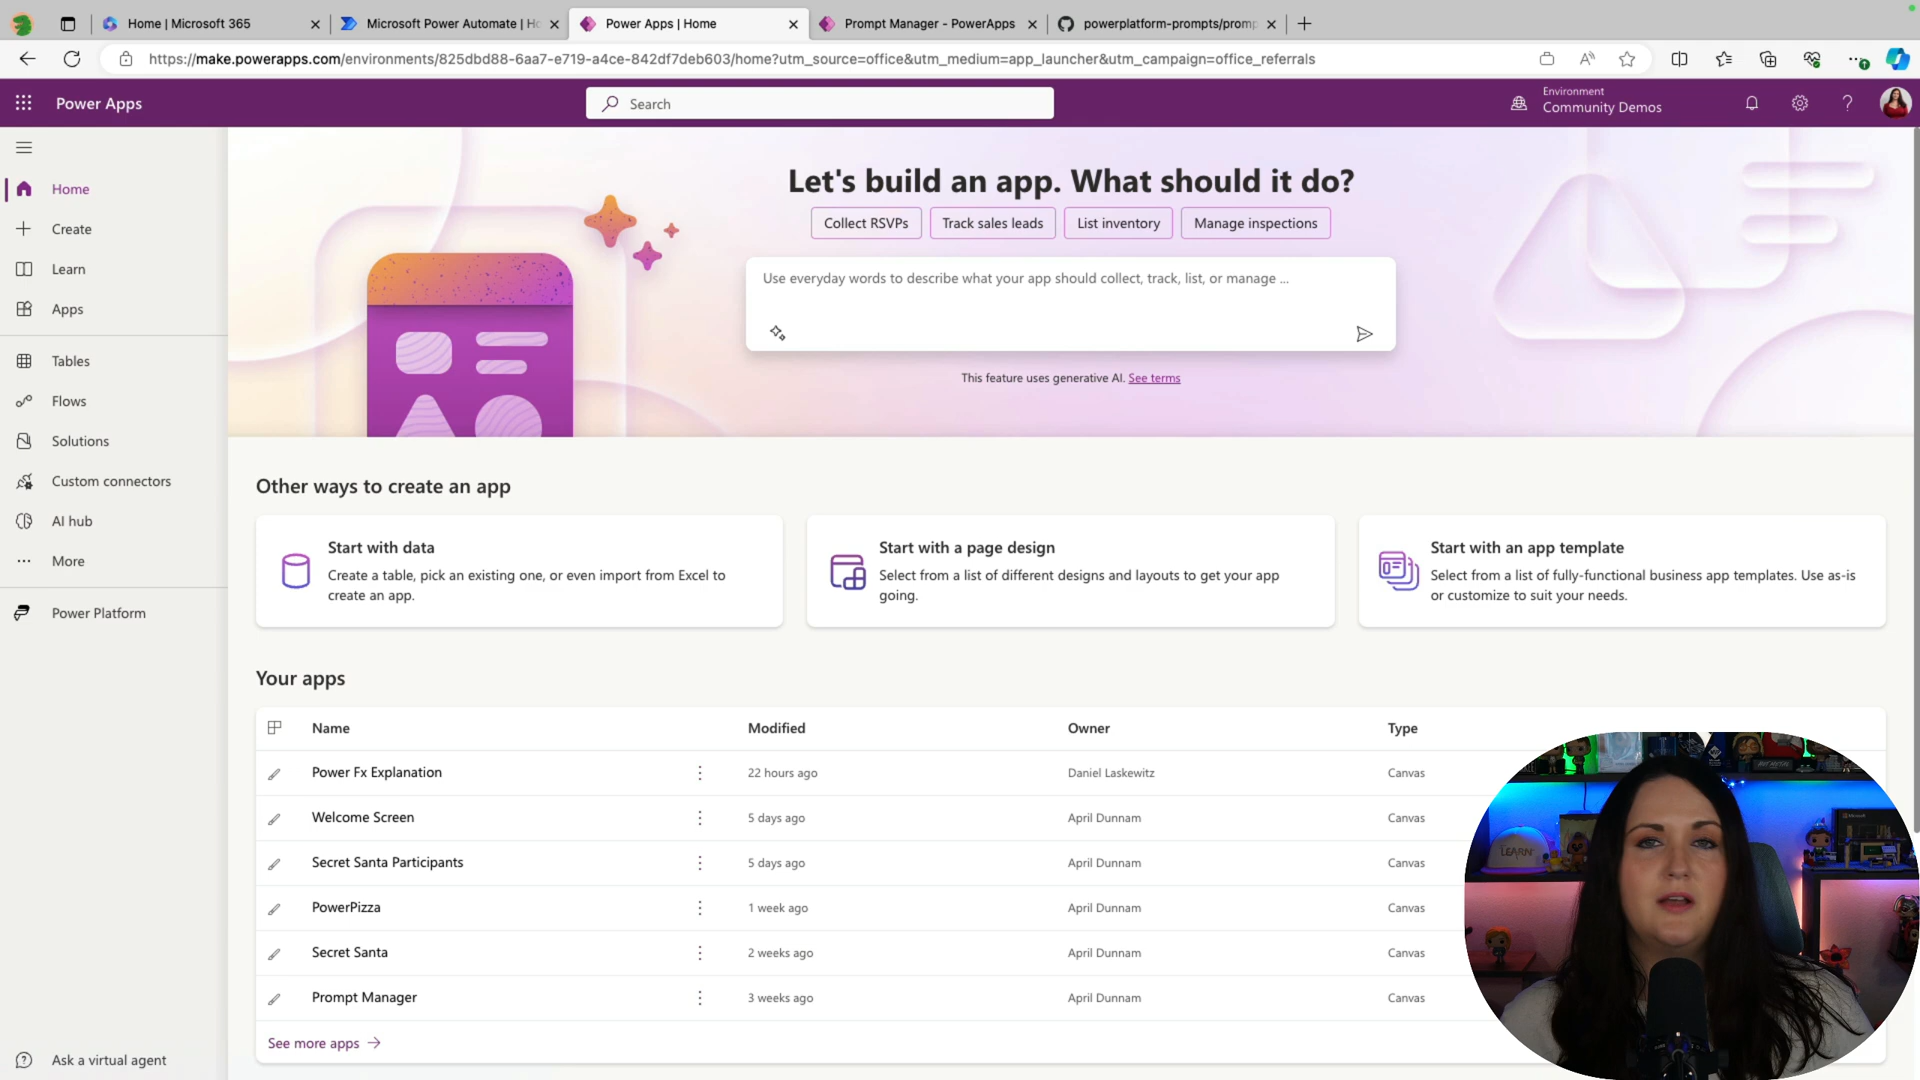 Home | Microsoft 365
Microsoft Power Automate | Ho
Power Apps | Home
Prompt Manager - PowerApps
powerplatform-prompts/promp
https://make.powerapps.com/environments/825dbd88-6aa7-e719-a4ce-842df7deb603/home?utm_source=office&utm_medium=app_launcher&utm_campaign=office_referrals
Power Apps
Search
Environment
Community Demos
Home
Create
Learn
Apps
Tables
Flows
Solutions
Custom connectors
AI hub
More
Power Platform
Ask a virtual agent
Let's build an app. What should it do?
Collect RSVPs
Track sales leads
List inventory
Manage inspections
Use everyday words to describe what your app should collect, track, list, or manage ...
This feature uses generative AI. See terms
Other ways to create an app
Start with data
Create a table, pick an existing one, or even import from Excel to
create an app.
Start with a page design
Select from a list of different designs and layouts to get your app
going.
Start with an app template
Select from a list of fully-functional business app templates. Use as-is
or customize to suit your needs.
Your apps
Name Modified Owner Type
Power Fx Explanation 22 hours ago Daniel Laskewitz Canvas
Welcome Screen 5 days ago April Dunnam Canvas
Secret Santa Participants 5 days ago April Dunnam Canvas
PowerPizza 1 week ago April Dunnam Canvas
Secret Santa 2 weeks ago April Dunnam Canvas
Prompt Manager 3 weeks ago April Dunnam Canvas
See more apps
LEARN
Microsoft